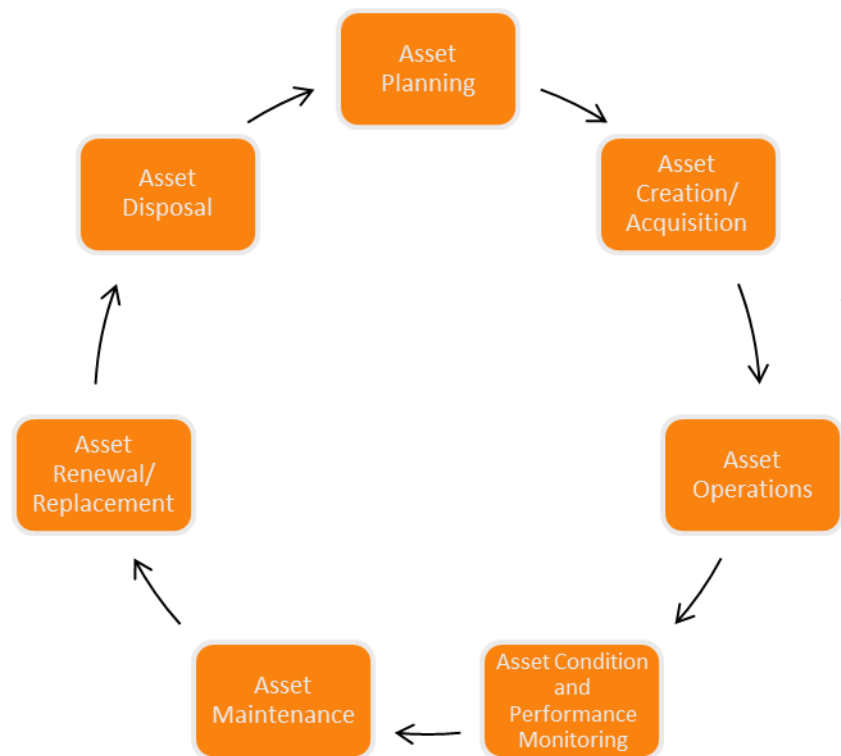 Asset
Planning
Asset
Creation/
Acquisition
Asset
Operations
Asset Condition
and
Performance
Monitoring
Asset
Maintenance
Asset
Renewal/
Replacement
Asset
Disposal